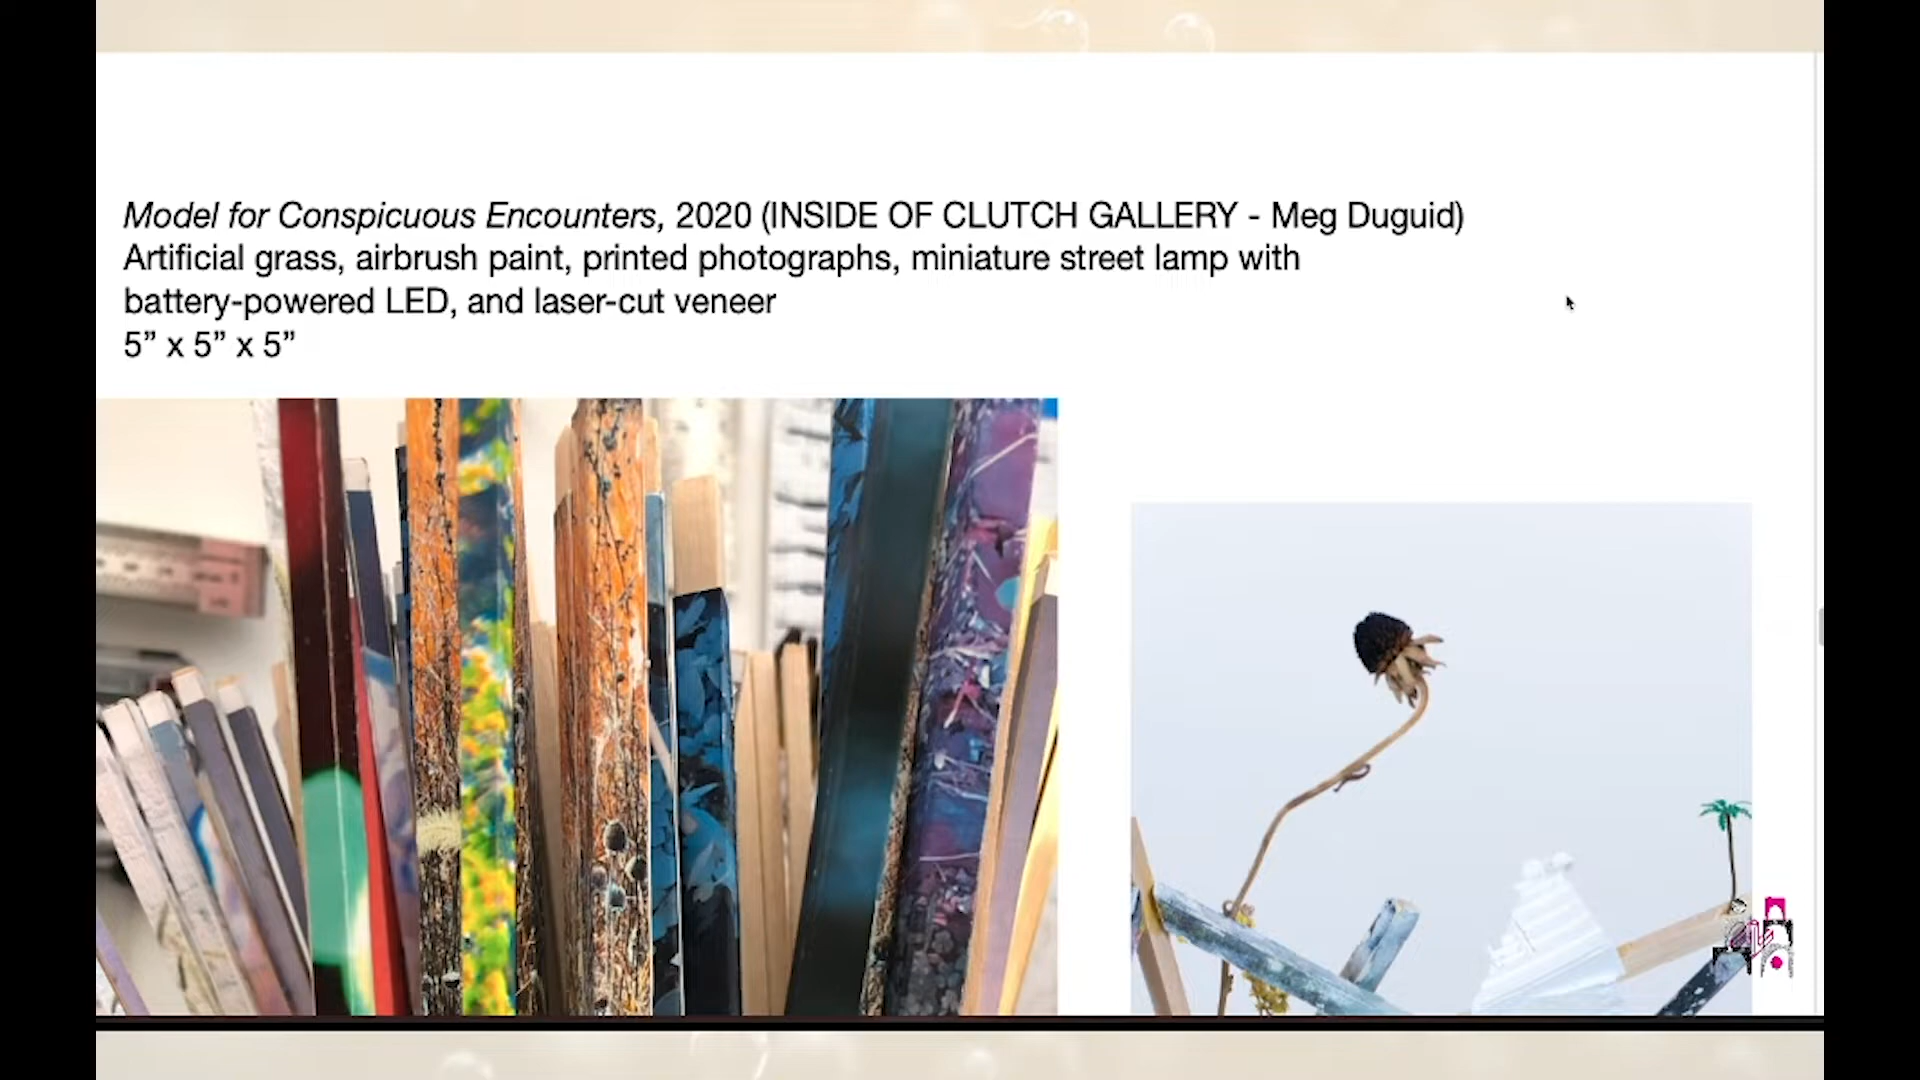 Model for Conspicuous Encounters, 2020 (INSIDE OF CLUTCH GALLERY - Meg Duguid)
Artificial grass, airbrush paint, printed photographs, miniature street lamp with
battery-powered LED, and laser-cut veneer
5” x 5” x 5”